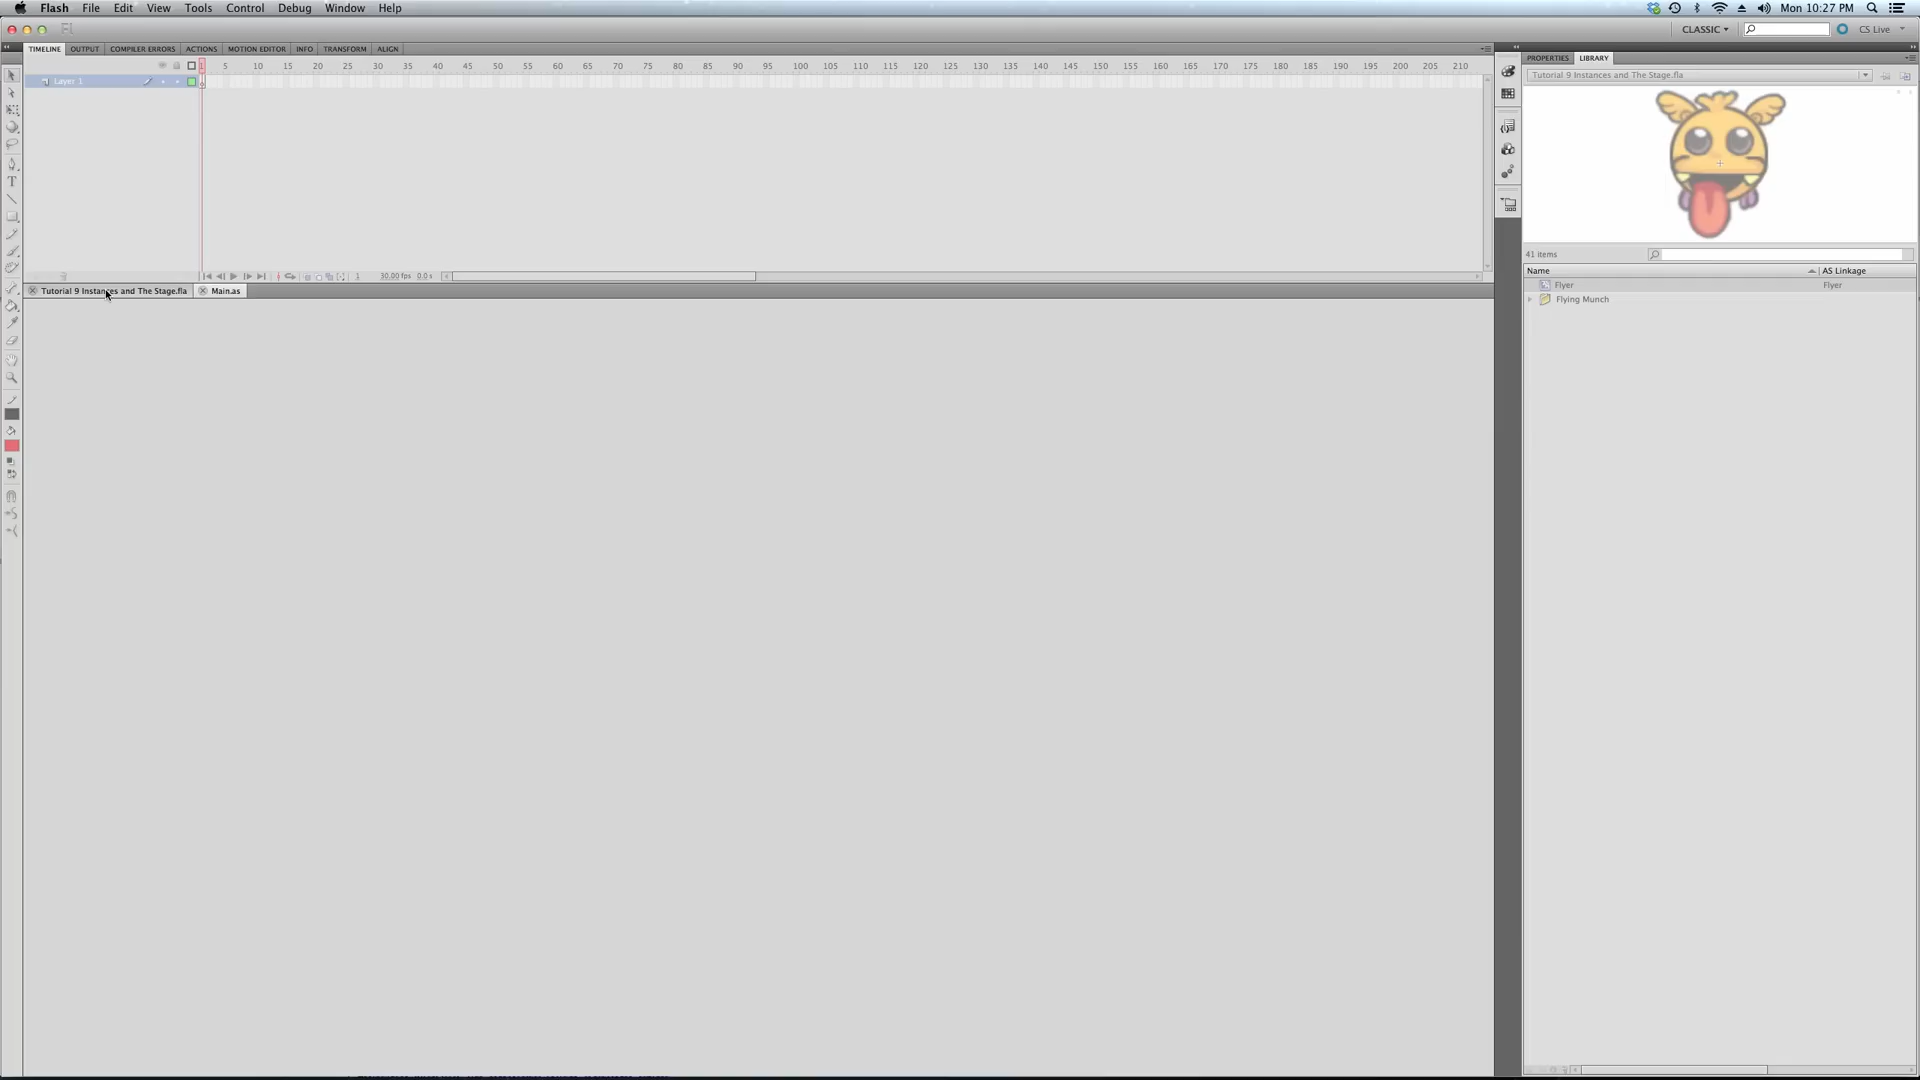 Flash File Edit View Tools Control Debug Window Help Mon 10:27 PM
CLASSIC CS Live
TIMELINE OUTPUT COMPILER ERRORS ACTIONS MOTION EDITOR INFO TRANSFORM ALIGN
PROPERTIES LIBRARY
1 5 10 15 20 25 30 35 40 45 50 55 60 65 70 75 80 85 90 95 100 105 110 115 120 125 130 135 140 145 150 155 160 165 170 175 180 185 190 195 200 205 210
Tutorial 9 Instances and The Stage.fla
Layer 1
41 items
Name AS Linkage
1 30.00 fps 0.0 s
Flyer Flyer
Tutorial 9 Instances and The Stage.fla Main.as
Flying Munch